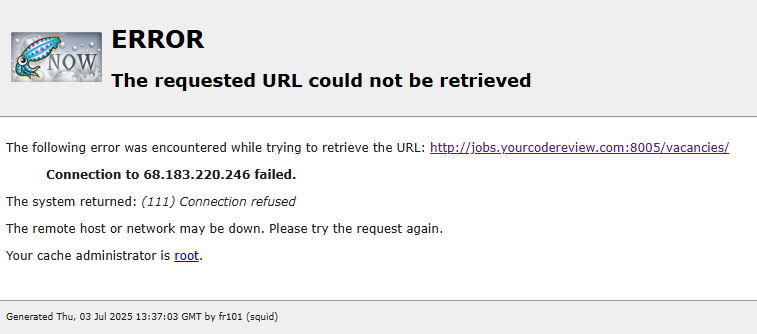 NOW
ERROR
The requested URL could not be retrieved
The following error was encountered while trying to retrieve the URL: http://jobs.yourcodereview.com:8005/vacancies/
Connection to 68.183.220.246 failed.
The system returned: (111) Connection refused
The remote host or network may be down. Please try the request again.
Your cache administrator is root.
Generated Thu, 03 Jul 2025 13:37:03 GMT by fr101 (squid)